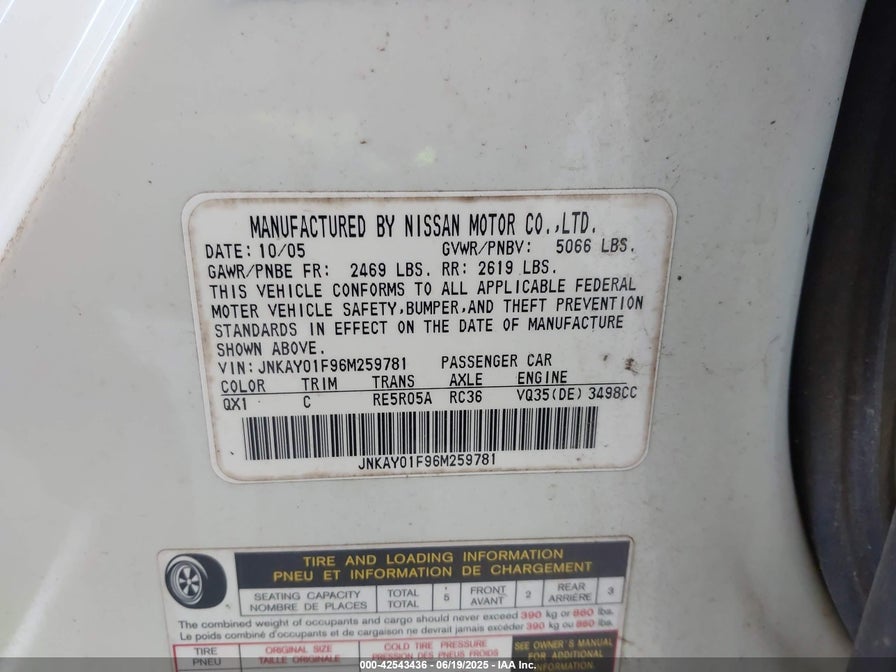 MANUFACTURED BY NISSAN MOTOR CO.,LTD.
DATE: 10/05 GVWR/PNBV: 5066 LBS.
GAWR/PNBE FR: 2469 LBS. RR: 2619 LBS.
THIS VEHICLE CONFORMS TO ALL APPLICABLE FEDERAL
MOTER VEHICLE SAFETY,BUMPER,AND THEFT PREVENTION
STANDARDS IN EFFECT ON THE DATE OF MANUFACTURE
SHOWN ABOVE.
VIN: JNKAY01F96M259781 PASSENGER CAR
COLOR TRIM TRANS AXLE ENGINE
QX1 C RE5R05A RC36 VQ35(DE) 3498CC
JNKAY01F96M259781
TIRE AND LOADING INFORMATION
PNEU ET INFORMATION DE CHARGEMENT
SEATING CAPACITY TOTAL 5 FRONT 2 REAR 3
NOMBRE DE PLACES TOTAL AVANT ARRIÈRE
The combined weight of occupants and cargo should never exceed 390 kg or 860 lbs.
Le poids combiné d'occupants et de cargaison ne devrait jamais excéder 390 kg ou 860 lbs.
TIRE ORIGINAL SIZE COLD TIRE PRESSURE SEE OWNER'S MANUAL
PNEU TAILLE ORIGINALE PRESSION DES PNEUS FROIDS FOR ADDITIONAL
INFORMATION
000-42543436 - 06/19/2025 - IAA Inc.